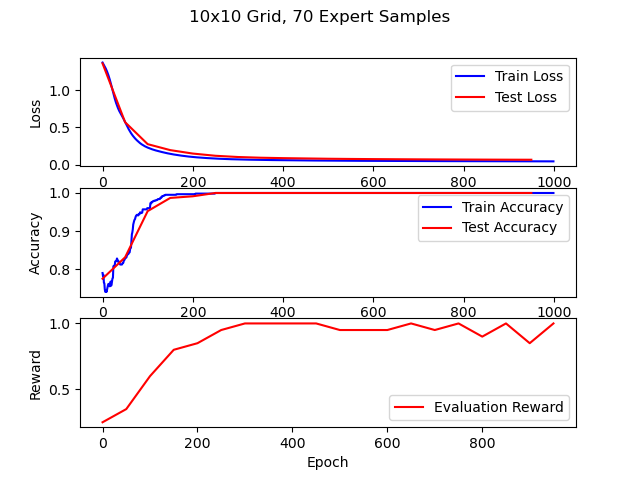 10x10 Grid, 70 Expert Samples
Loss
1.0
0.5
0.0
Train Loss
Test Loss
0 200 400 600 800 1000
Accuracy
1.0
0.9
0.8
Train Accuracy
Test Accuracy
0 200 400 600 800 1000
Reward
1.0
0.5
Evaluation Reward
0 200 400 600 800
Epoch